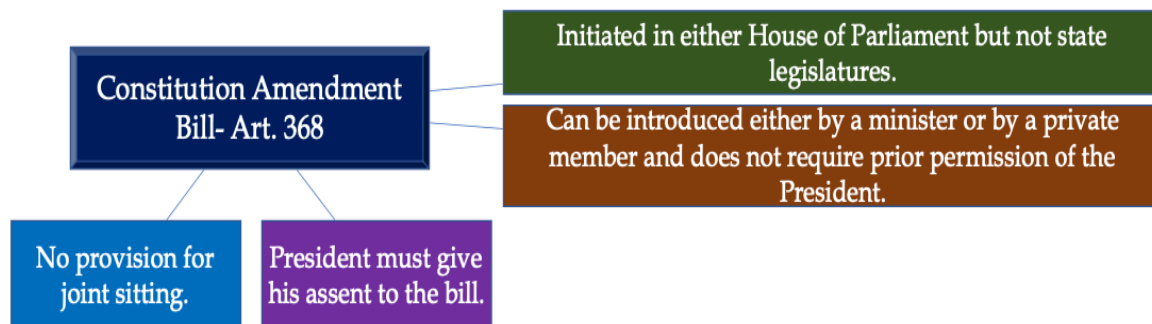 Constitution Amendment
Bill- Art. 368
Initiated in either House of Parliament but not state
legislatures.
Can be introduced either by a minister or by a private
member and does not require prior permission of the
President.
No provision for
joint sitting.
President must give
his assent to the bill.